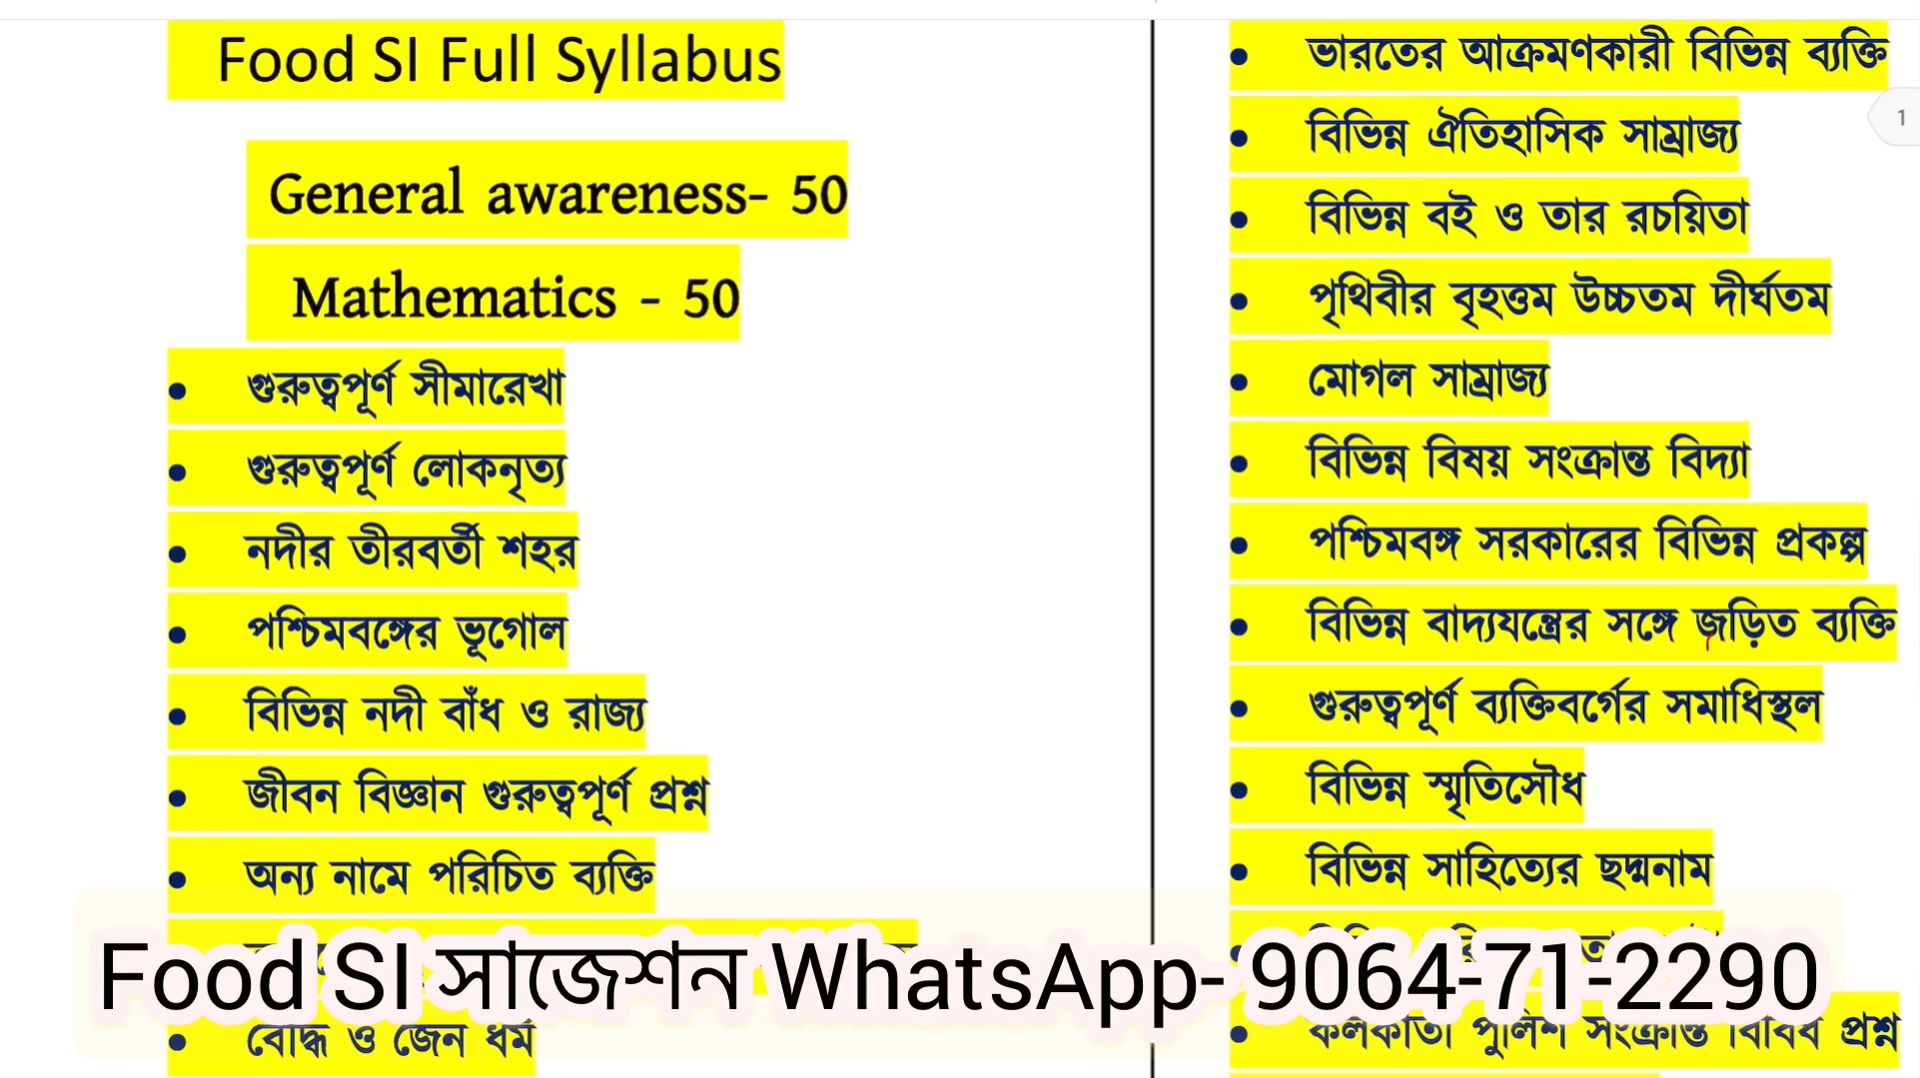 Food SI Full Syllabus
General awareness- 50
Mathematics - 50
• গুরুত্বপূর্ণ সীমারেখা
• গুরুত্বপূর্ণ লোকনৃত্য
• নদীর তীরবর্তী শহর
• পশ্চিমবঙ্গের ভূগোল
• বিভিন্ন নদী বাঁধ ও রাজ্য
• জীবন বিজ্ঞান গুরুত্বপূর্ণ প্রশ্ন
• অন্য নামে পরিচিত ব্যক্তি
• বৌদ্ধ ও জৈন ধর্ম
• ভারতের আক্রমণকারী বিভিন্ন ব্যক্তি
• বিভিন্ন ঐতিহাসিক সাম্রাজ্য
• বিভিন্ন বই ও তার রচয়িতা
• পৃথিবীর বৃহত্তম উচ্চতম দীর্ঘতম
• মোগল সাম্রাজ্য
• বিভিন্ন বিষয় সংক্রান্ত বিদ্যা
• পশ্চিমবঙ্গ সরকারের বিভিন্ন প্রকল্প
• বিভিন্ন বাদ্যযন্ত্রের সঙ্গে জড়িত ব্যক্তি
• গুরুত্বপূর্ণ ব্যক্তিবর্গের সমাধিস্থল
• বিভিন্ন স্মৃতিসৌধ
• বিভিন্ন সাহিত্যের ছদ্মনাম
• কলকাতা পুলিশ সংক্রান্ত বিবিধ প্রশ্ন
1
Food SI সাজেশন WhatsApp- 9064-71-2290